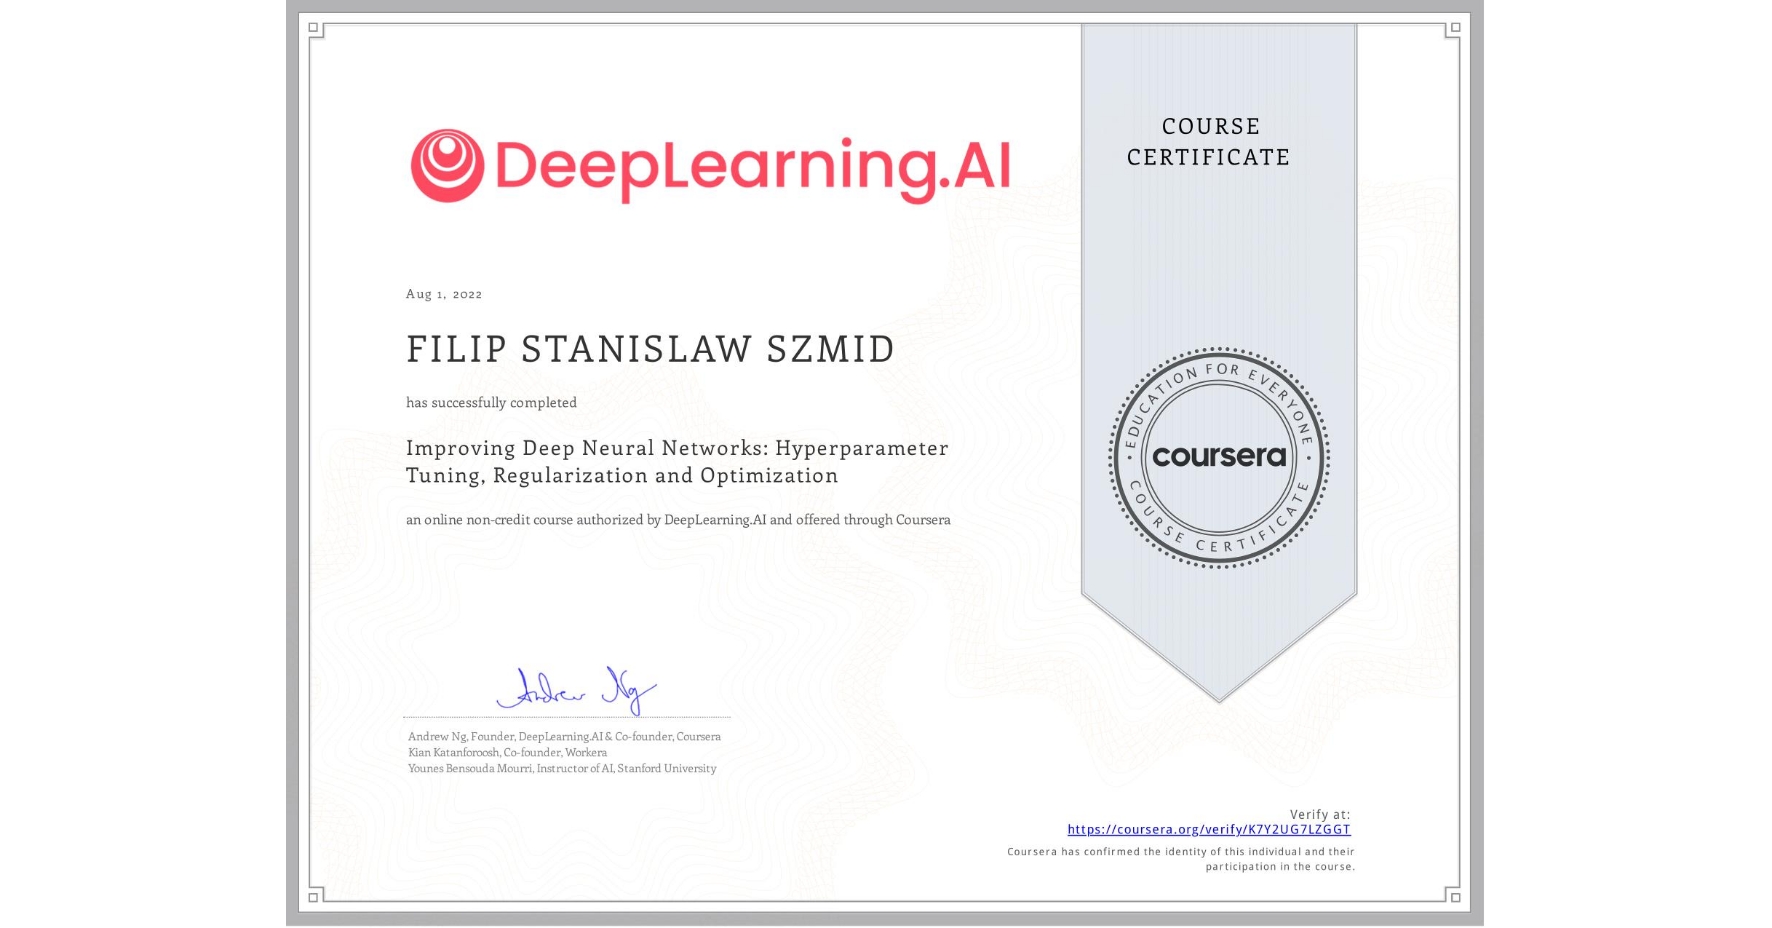 DeepLearning.AI
COURSE
CERTIFICATE
Aug 1, 2022
FILIP STANISLAW SZMID
has successfully completed
Improving Deep Neural Networks: Hyperparameter
Tuning, Regularization and Optimization
an online non-credit course authorized by DeepLearning.AI and offered through Coursera
EDUCATION FOR EVERYONE
coursera
COURSE CERTIFICATE
Andrew Ng
Andrew Ng, Founder, DeepLearning.AI & Co-founder, Coursera
Kian Katanforoosh, Co-founder, Workera
Younes Bensouda Mourri, Instructor of AI, Stanford University
Verify at:
https://coursera.org/verify/K7Y2UG7LZGGT
Coursera has confirmed the identity of this individual and their
participation in the course.